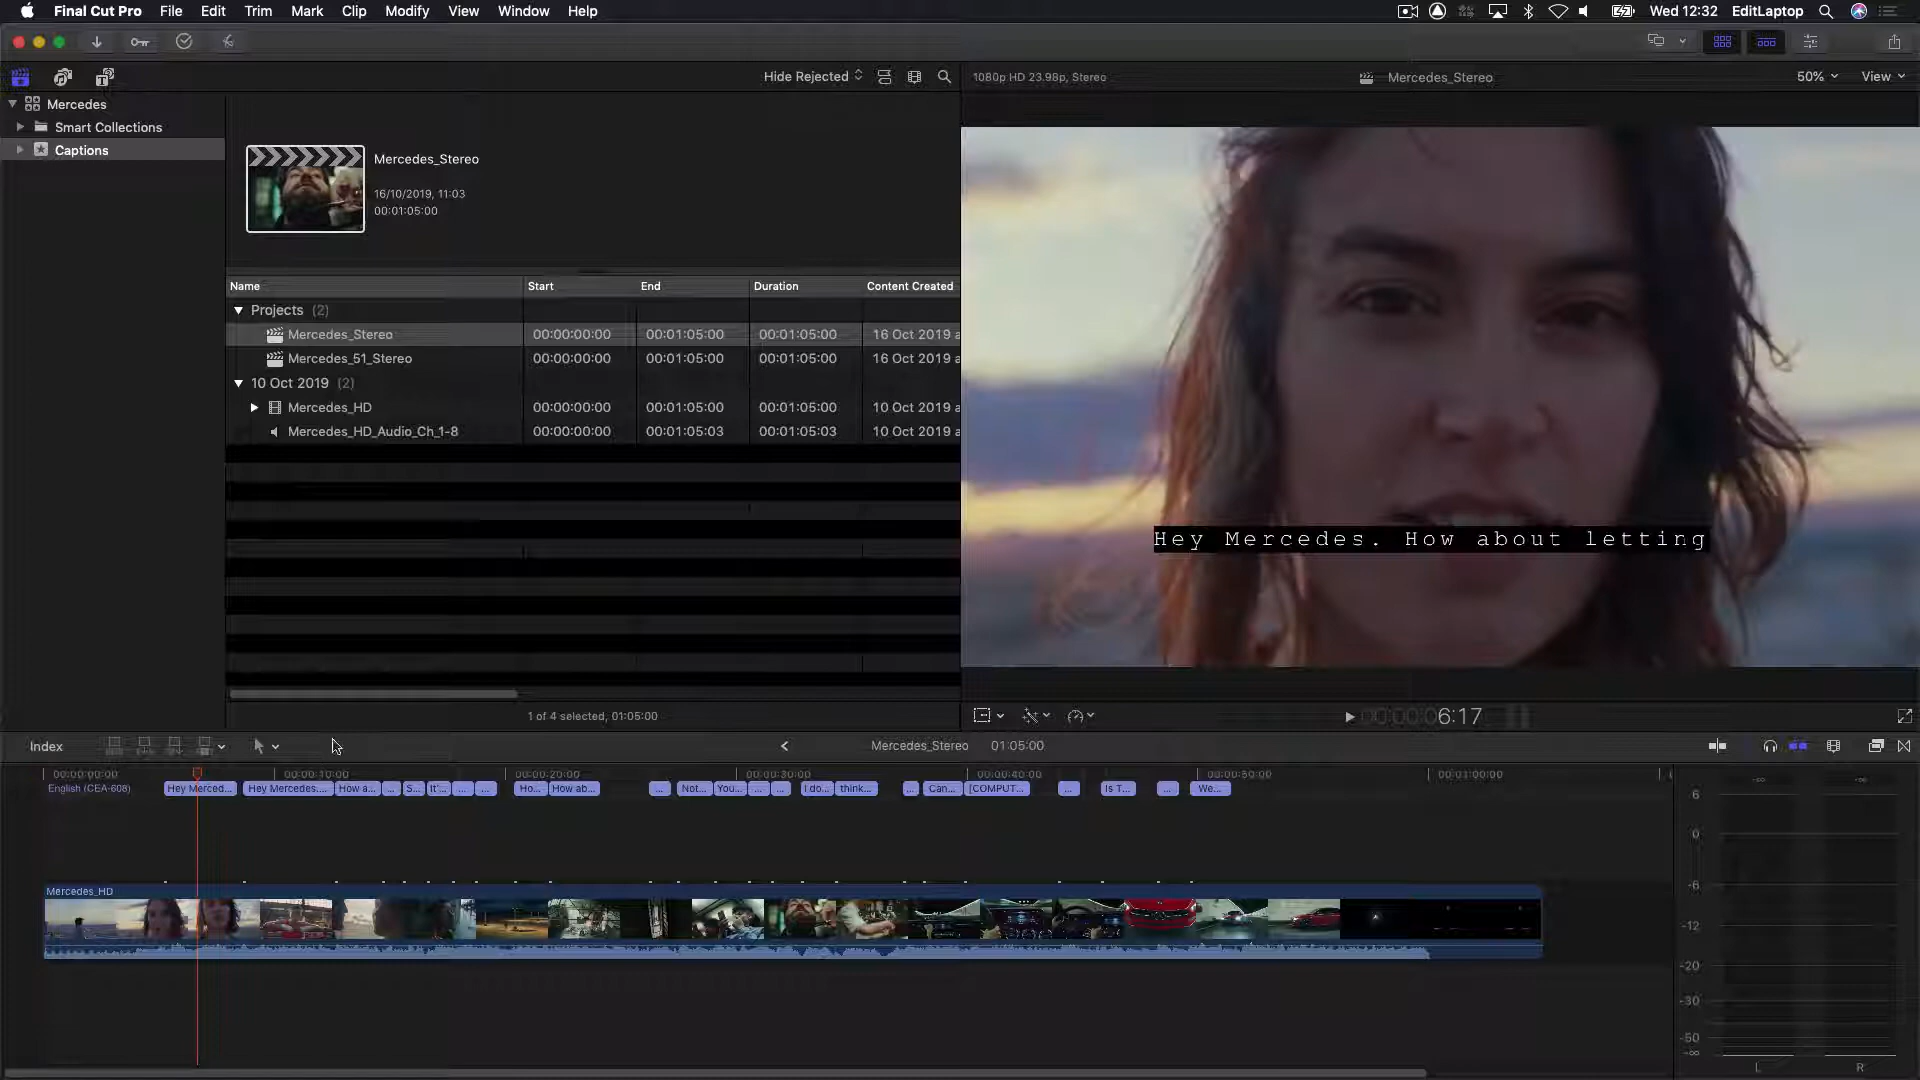 Final Cut Pro File Edit Trim Mark Clip Modify View Window Help
Wed 12:32 EditLaptop
Hide Rejected
1080p HD 23.98p, Stereo
Mercedes_Stereo
50% View
Mercedes
Smart Collections
Captions
Mercedes_Stereo
16/10/2019, 11:03
00:01:05:00
Name Start End Duration Content Created
Projects (2)
Mercedes_Stereo 00:00:00:00 00:01:05:00 00:01:05:00 16 Oct 2019 a
Mercedes_51_Stereo 00:00:00:00 00:01:05:00 00:01:05:00 16 Oct 2019 a
10 Oct 2019 (2)
Mercedes_HD 00:00:00:00 00:01:05:00 00:01:05:00 10 Oct 2019 a
Mercedes_HD_Audio_Ch_1-8 00:00:00:00 00:01:05:03 00:01:05:03 10 Oct 2019 a
Hey Mercedes. How about letting
1 of 4 selected, 01:05:00
00:00:06:17
Index
Mercedes_Stereo 01:05:00
00:00:00:00 00:00:10:00 00:00:20:00 00:00:30:00 00:00:40:00 00:00:50:00 00:01:00:00
English (CEA-608) Hey Merced... Hey Mercedes.... How a... ... S... It'... ... ... Ho... How ab... ... Not... You... ... ... I do... think... ... Can... [COMPUT... ... Is T... ... We...
Mercedes_HD
-∞ -∞
6
0
-6
-12
-20
-30
-50
-∞
L R